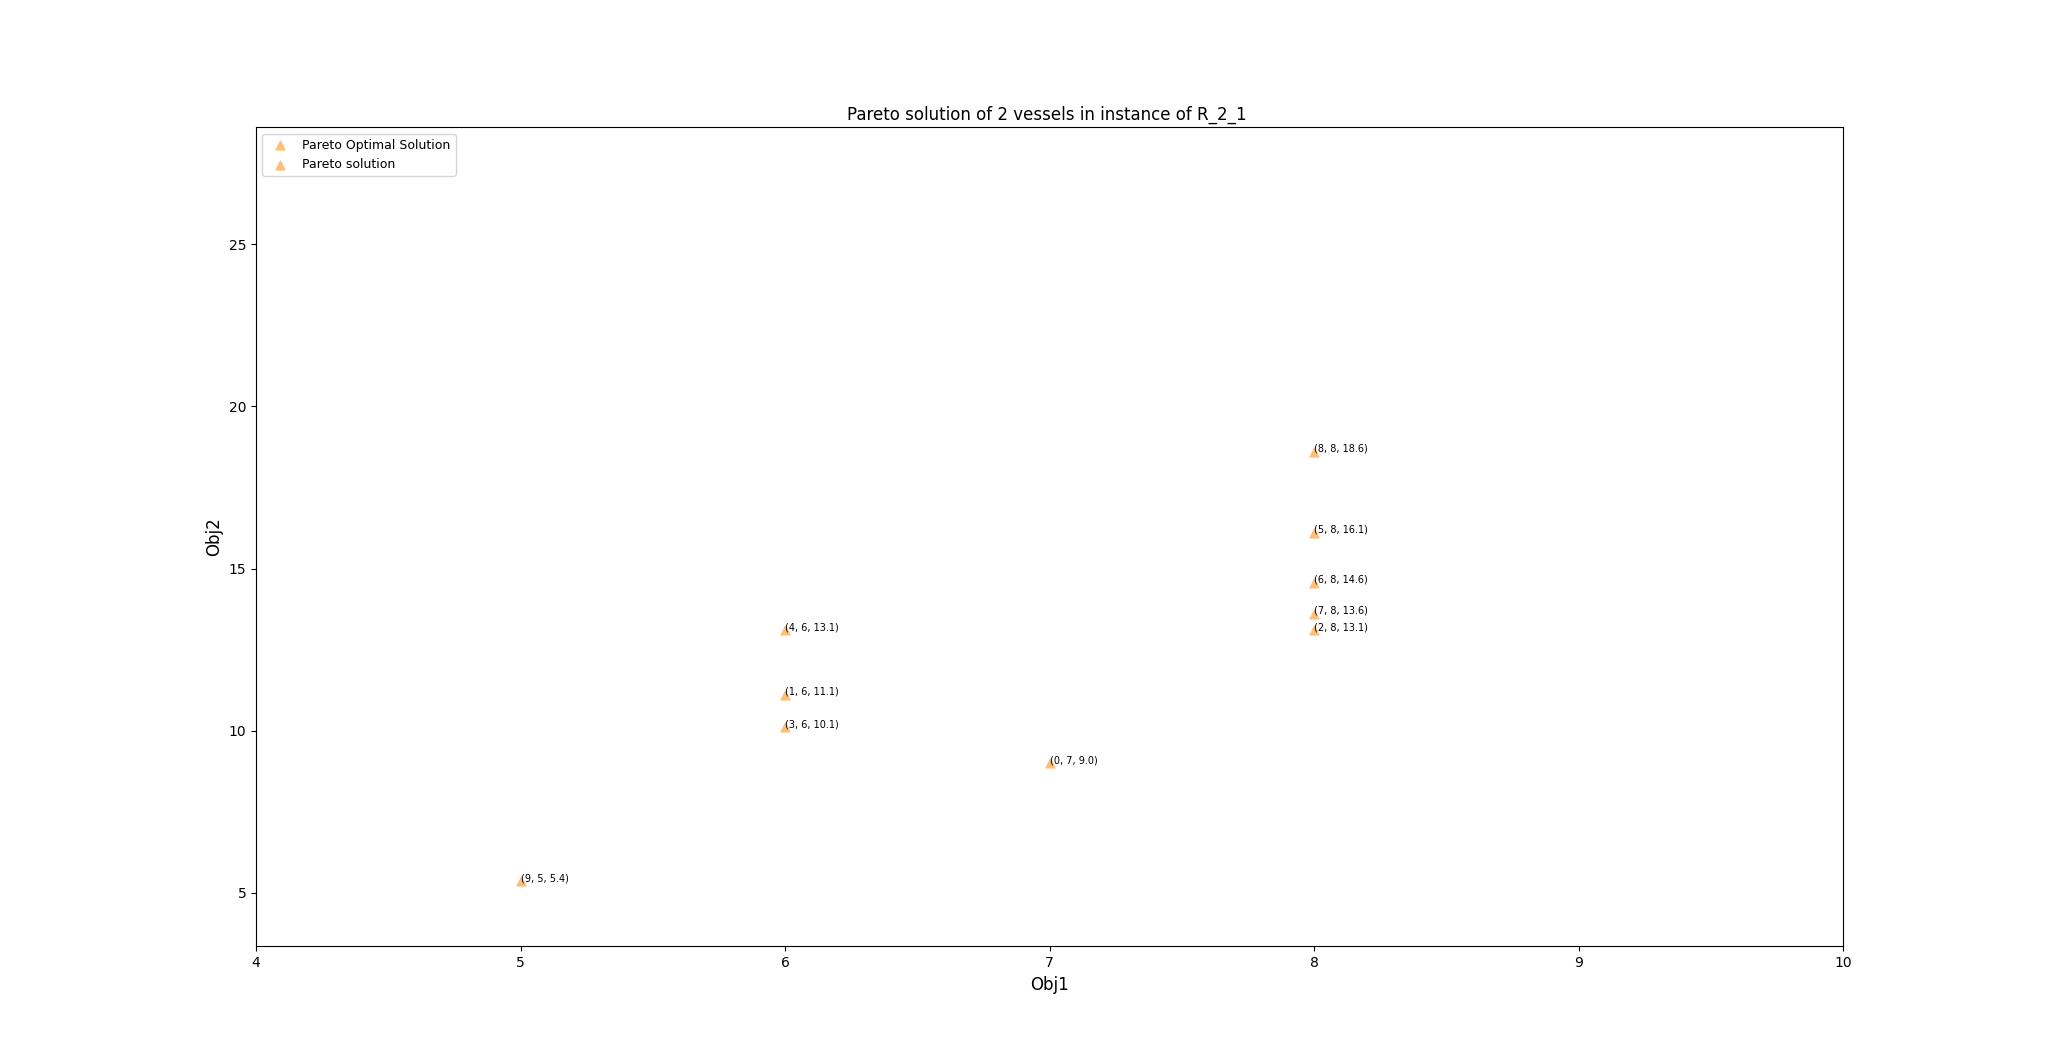 Pareto solution of 2 vessels in instance of R_2_1
Pareto Optimal Solution
Pareto solution
25
20
15
10
5
Obj2
(8, 8, 18.6)
(5, 8, 16.1)
(6, 8, 14.6)
(7, 8, 13.6)
(4, 6, 13.1)
(2, 8, 13.1)
(1, 6, 11.1)
(3, 6, 10.1)
(0, 7, 9.0)
(9, 5, 5.4)
4 5 6 7 8 9 10
Obj1